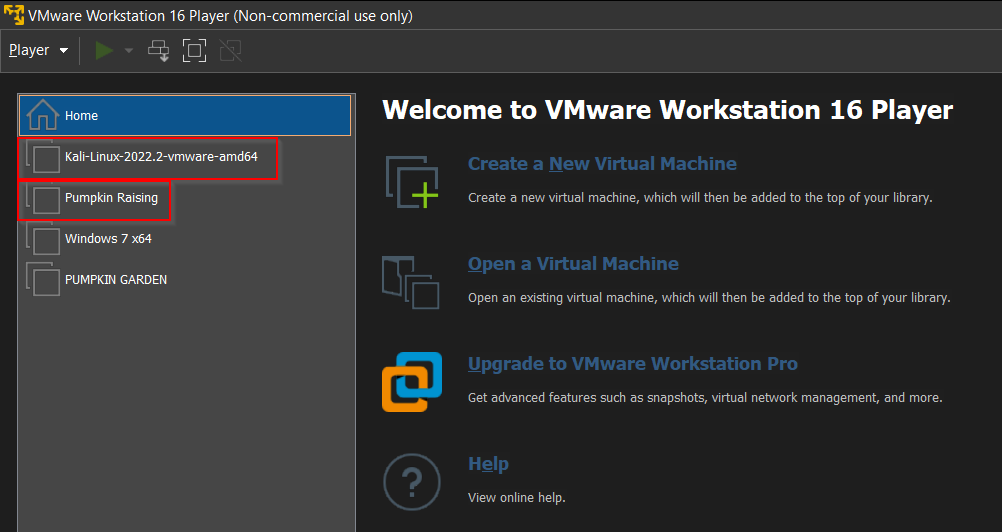 VMware Workstation 16 Player (Non-commercial use only)
Player
Home
Kali-Linux-2022.2-vmware-amd64
Pumpkin Raising
Windows 7 x64
PUMPKIN GARDEN
Welcome to VMware Workstation 16 Player
Create a New Virtual Machine
Create a new virtual machine, which will then be added to the top of your library.
Open a Virtual Machine
Open an existing virtual machine, which will then be added to the top of your library.
Upgrade to VMware Workstation Pro
Get advanced features such as snapshots, virtual network management, and more.
?
Help
View online help.